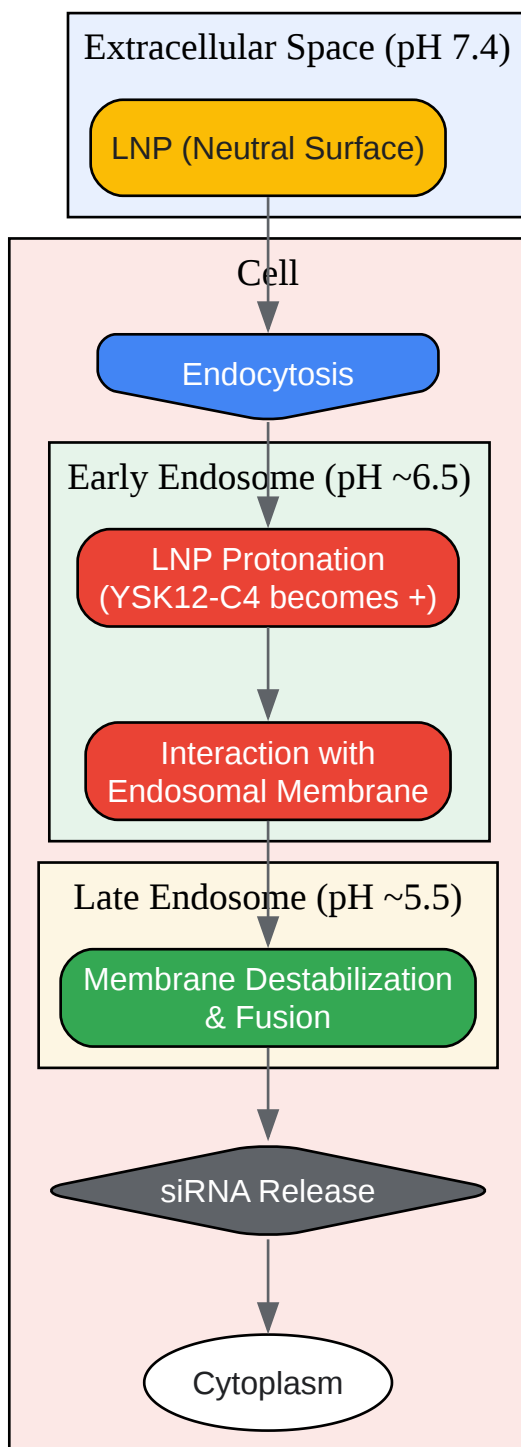 Extracellular Space (pH 7.4)
LNP (Neutral Surface)
Cell
Endocytosis
Early Endosome (pH ~6.5)
LNP Protonation
(YSK12-C4 becomes +)
Interaction with
Endosomal Membrane
Late Endosome (pH ~5.5)
Membrane Destabilization
& Fusion
siRNA Release
Cytoplasm